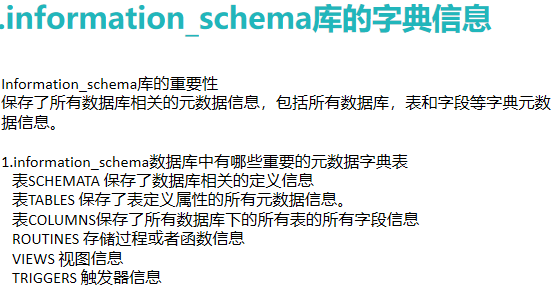 .information_schema库的字典信息
Information_schema库的重要性
保存了所有数据库相关的元数据信息，包括所有数据库，表和字段等字典元数
据信息。
1.information_schema数据库中有哪些重要的元数据字典表
表SCHEMATA 保存了数据库相关的定义信息
表TABLES 保存了表定义属性的所有元数据信息。
表COLUMNS保存了所有数据库下的所有表的所有字段信息
ROUTINES 存储过程或者函数信息
VIEWS 视图信息
TRIGGERS 触发器信息